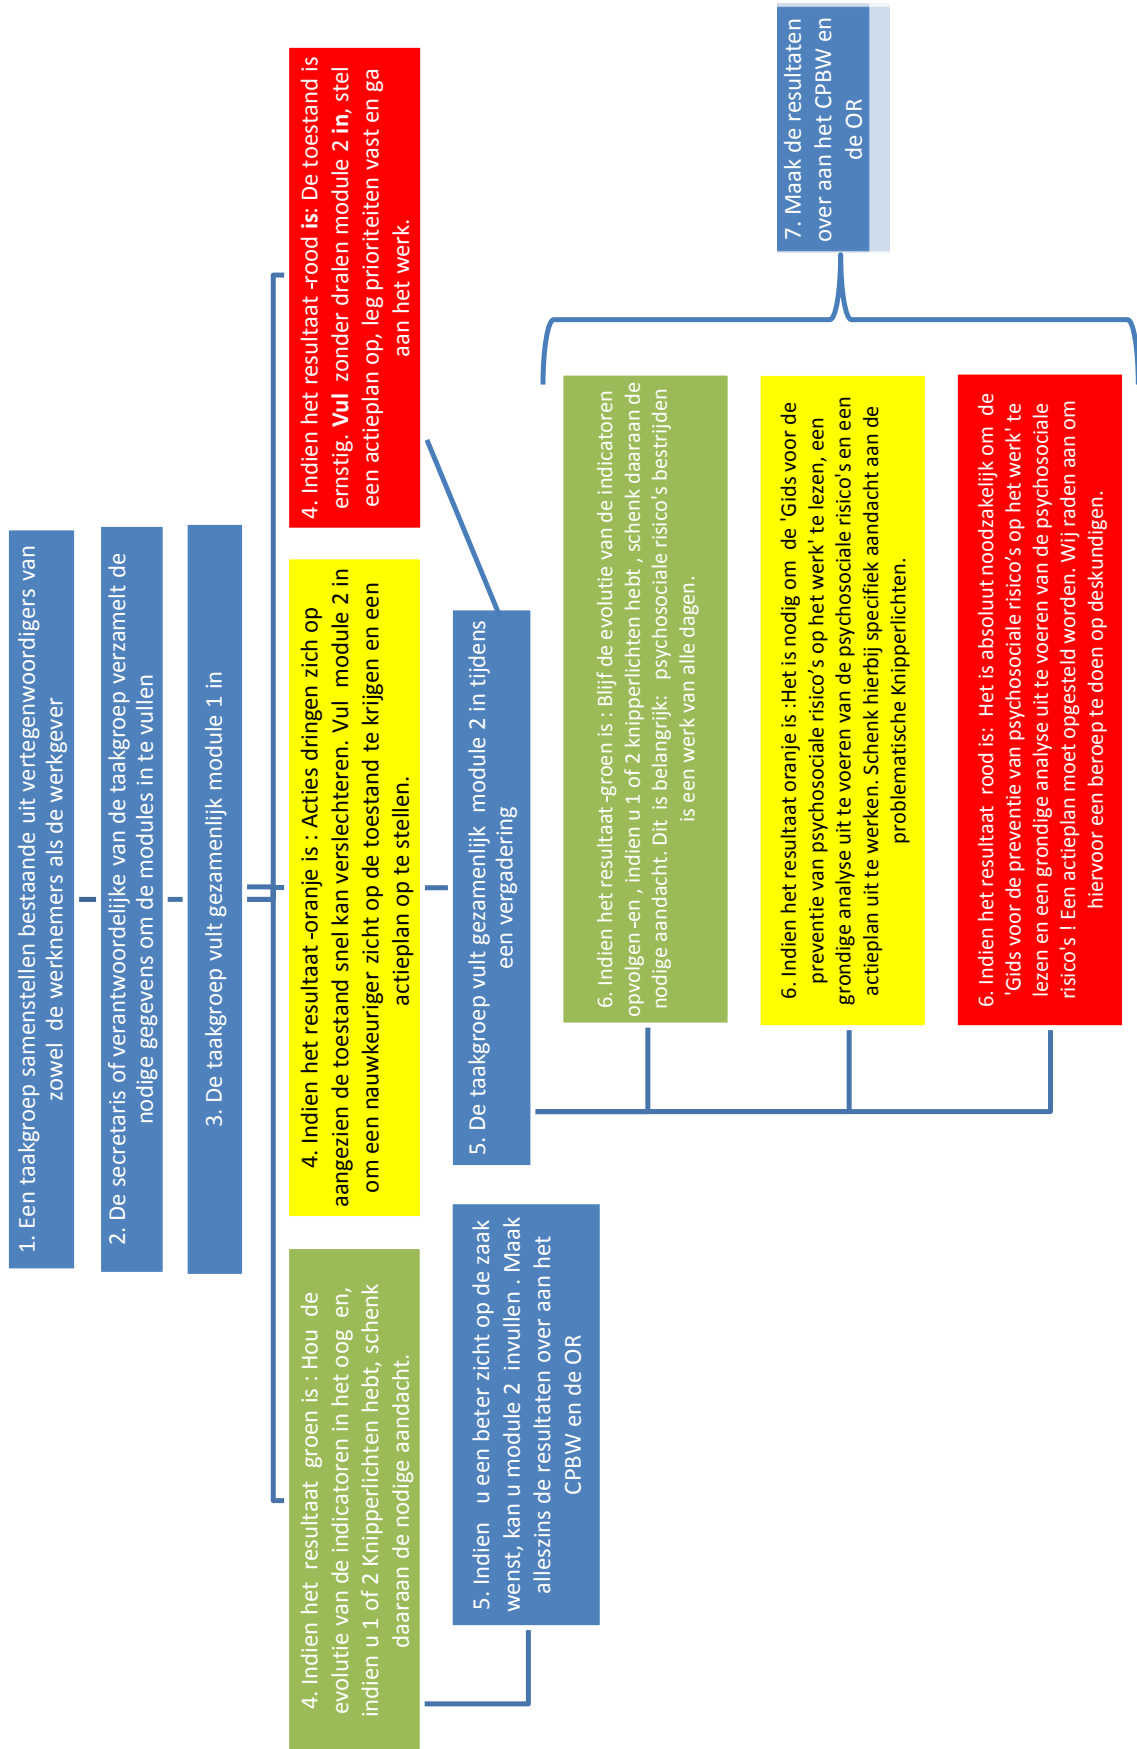 1. Een taakgroep samenstellen bestaande uit vertegenwoordigers van
zowel de werknemers als de werkgever
2. De secretaris of verantwoordelijke van de taakgroep verzamelt de
nodige gegevens om de modules in te vullen
3. De taakgroep vult gezamenlijk module 1 in
4. Indien het resultaat groen is : Hou de
evolutie van de indicatoren in het oog en,
indien u 1 of 2 Knipperlichten hebt, schenk
daaraan de nodige aandacht.
4. Indien het resultaat -oranje is : Acties dringen zich op
aangezien de toestand snel kan verslechteren. Vul module 2 in
om een nauwkeuriger zicht op de toestand te krijgen en een
actieplan op te stellen.
4. Indien het resultaat -rood is: De toestand is
ernstig. Vul zonder dralen module 2 in, stel
een actieplan op, leg prioriteiten vast en ga
aan het werk.
5. Indien u een beter zicht op de zaak
wenst, kan u module 2 invullen . Maak
alleszins de resultaten over aan het
CPBW en de OR
5. De taakgroep vult gezamenlijk module 2 in tijdens
een vergadering
6. Indien het resultaat -groen is : Blijf de evolutie van de indicatoren
opvolgen -en , indien u 1 of 2 knipperlichten hebt , schenk daaraan de
nodige aandacht. Dit is belangrijk: psychosociale risico's bestrijden
is een werk van alle dagen.
6. Indien het resultaat oranje is :Het is nodig om de 'Gids voor de
preventie van psychosociale risico's op het werk' te lezen, een
grondige analyse uit te voeren van de psychosociale risico's en een
actieplan uit te werken. Schenk hierbij specifiek aandacht aan de
problematische Knipperlichten.
6. Indien het resultaat rood is: Het is absoluut noodzakelijk om de
'Gids voor de preventie van psychosociale risico's op het werk' te
lezen en een grondige analyse uit te voeren van de psychosociale
risico's ! Een actieplan moet opgesteld worden. Wij raden aan om
hiervoor een beroep te doen op deskundigen.
7. Maak de resultaten
over aan het CPBW en
de OR